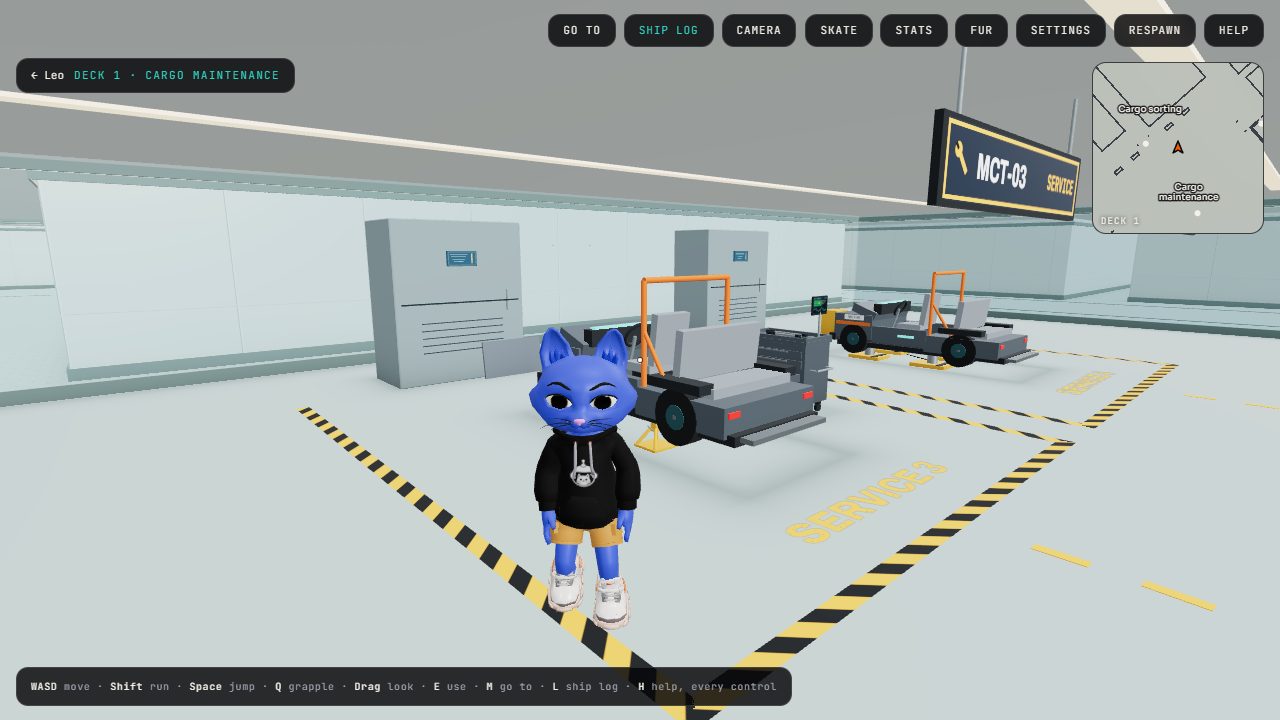 GO TO
SHIP LOG
CAMERA
SKATE
STATS
FUR
SETTINGS
RESPAWN
HELP
← Leo DECK 1 · CARGO MAINTENANCE
Cargo sorting
Cargo
maintenance
DECK 1
MCT-03 SERVICE
SERVICE 3
WASD move · Shift run · Space jump · Q grapple · Drag look · E use · M go to · L ship log · H help, every control